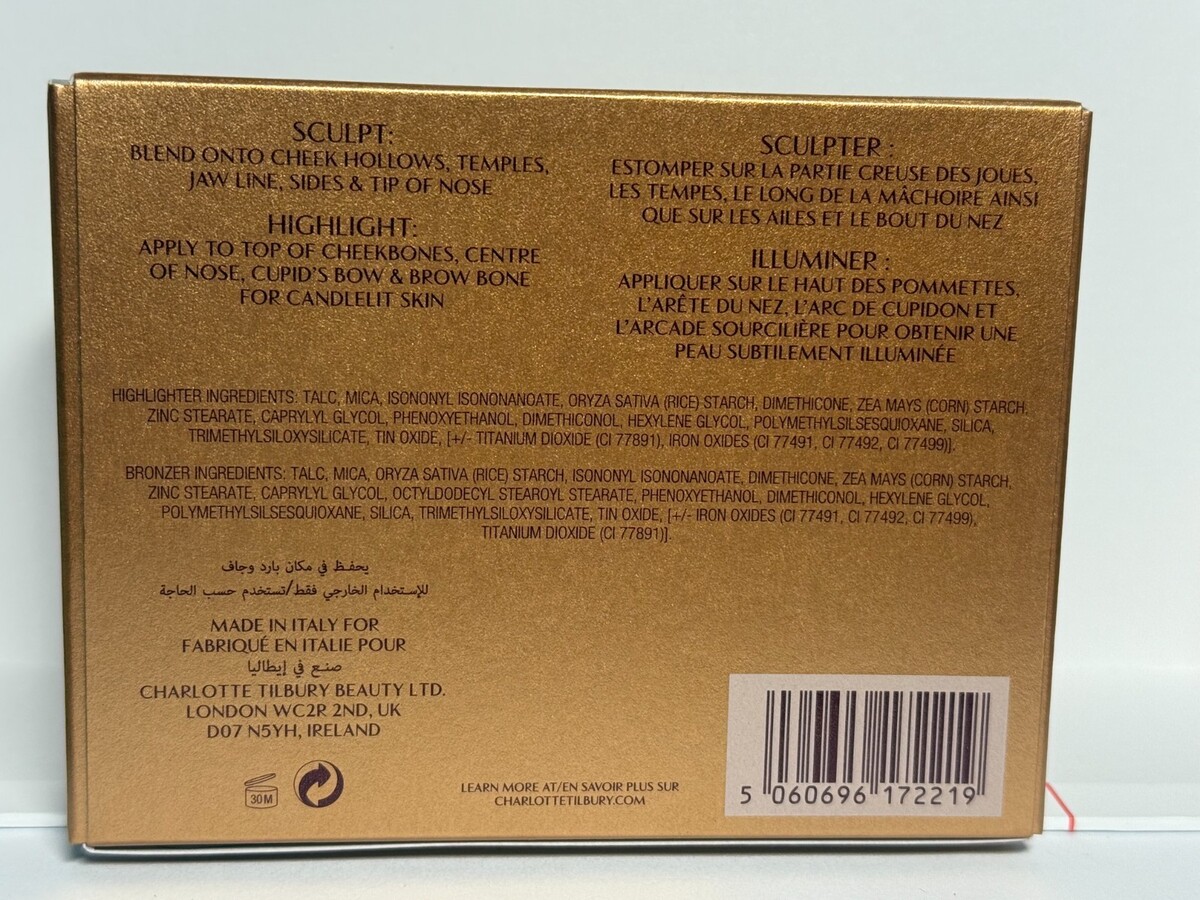 SCULPT:
BLEND ONTO CHEEK HOLLOWS, TEMPLES,
JAW LINE, SIDES & TIP OF NOSE
HIGHLIGHT:
APPLY TO TOP OF CHEEKBONES, CENTRE
OF NOSE, CUPID'S BOW & BROW BONE
FOR CANDLELIT SKIN
SCULPTER :
ESTOMPER SUR LA PARTIE CREUSE DES JOUES,
LES TEMPES, LE LONG DE LA MÂCHOIRE AINSI
QUE SUR LES AILES ET LE BOUT DU NEZ
ILLUMINER :
APPLIQUER SUR LE HAUT DES POMMETTES,
L'ARÊTE DU NEZ, L'ARC DE CUPIDON ET
L'ARCADE SOURCILIÈRE POUR OBTENIR UNE
PEAU SUBTILEMENT ILLUMINÉE
HIGHLIGHTER INGREDIENTS: TALC, MICA, ISONONYL ISONONANOATE, ORYZA SATIVA (RICE) STARCH, DIMETHICONE, ZEA MAYS (CORN) STARCH,
ZINC STEARATE, CAPRYLYL GLYCOL, PHENOXYETHANOL, DIMETHICONOL, HEXYLENE GLYCOL, POLYMETHYLSILSESQUIOXANE, SILICA,
TRIMETHYLSILOXYSILICATE, TIN OXIDE, [+/- TITANIUM DIOXIDE (CI 77891), IRON OXIDES (CI 77491, CI 77492, CI 77499)].
BRONZER INGREDIENTS: TALC, MICA, ORYZA SATIVA (RICE) STARCH, ISONONYL ISONONANOATE, DIMETHICONE, ZEA MAYS (CORN) STARCH,
ZINC STEARATE, CAPRYLYL GLYCOL, OCTYLDODECYL STEAROYL STEARATE, PHENOXYETHANOL, DIMETHICONOL, HEXYLENE GLYCOL,
POLYMETHYLSILSESQUIOXANE, SILICA, TRIMETHYLSILOXYSILICATE, TIN OXIDE, [+/- IRON OXIDES (CI 77491, CI 77492, CI 77499),
TITANIUM DIOXIDE (CI 77891)].
يحفظ في مكان بارد وجاف
للإستخدام الخارجي فقط/تستخدم حسب الحاجة
MADE IN ITALY FOR
FABRIQUÉ EN ITALIE POUR
صنع في إيطاليا
CHARLOTTE TILBURY BEAUTY LTD.
LONDON WC2R 2ND, UK
D07 N5YH, IRELAND
30M
LEARN MORE AT/EN SAVOIR PLUS SUR
CHARLOTTETILBURY.COM
5 060696 172219